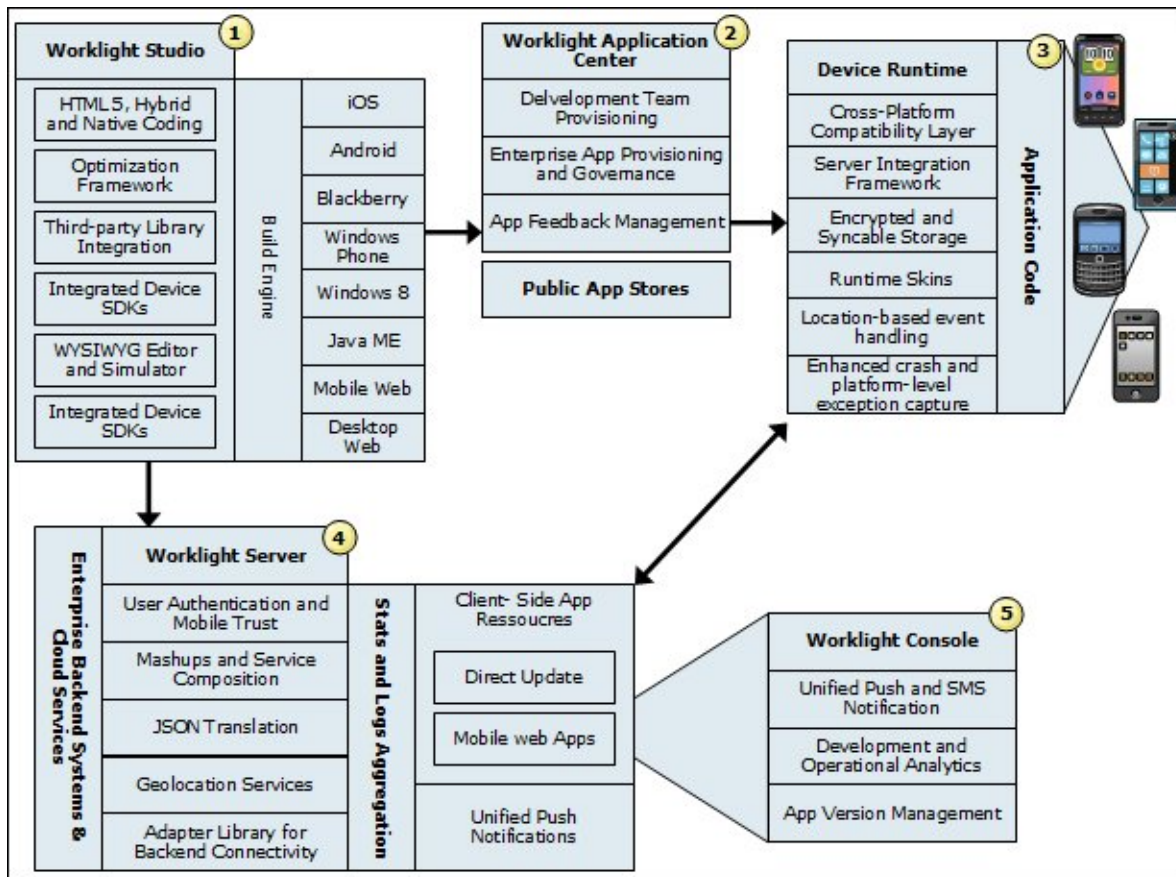 1
Worklight Studio
HTML 5, Hybrid
and Native Coding
Optimization
Framework
Third-party Library
Integration
Integrated Device
SDKs
WYSIWYG Editor
and Simulator
Integrated Device
SDKs
Build Engine
iOS
Android
Blackberry
Windows
Phone
Windows 8
Java ME
Mobile Web
Desktop
Web
2
Worklight Application
Center
Delvelopment Team
Provisioning
Enterprise App Provisioning
and Governance
App Feedback Management
Public App Stores
3
Device Runtime
Cross-Platform
Compatibility Layer
Server Integration
Framework
Encrypted and
Syncable Storage
Runtime Skins
Location-based event
handling
Enhanced crash and
platform-level
exception capture
Application Code
10 10
4
Enterprise Backend Systems &
Cloud Services
Worklight Server
User Authentication and
Mobile Trust
Mashups and Service
Composition
JSON Translation
Geolocation Services
Adapter Library for
Backend Connectivity
Stats and Logs Aggregation
Client- Side App
Ressoucres
Direct Update
Mobile web Apps
Unified Push
Notifications
5
Worklight Console
Unified Push and SMS
Notification
Development and
Operational Analytics
App Version Management